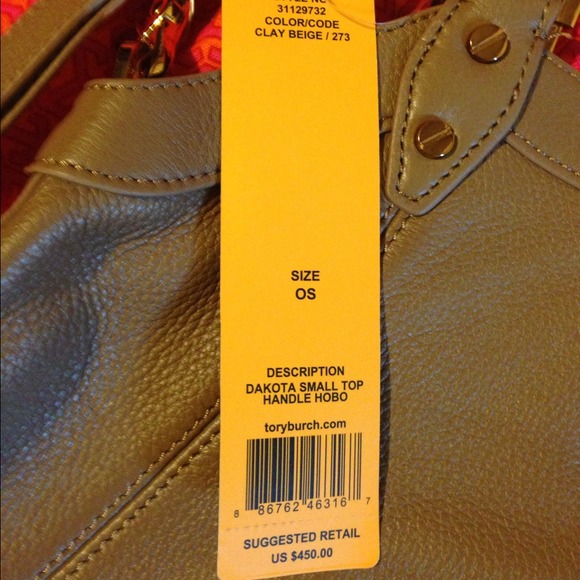 31129732
COLOR/CODE
CLAY BEIGE / 273
SIZE
OS
DESCRIPTION
DAKOTA SMALL TOP
HANDLE HOBO
toryburch.com
8 86762 46316 7
SUGGESTED RETAIL
US $450.00